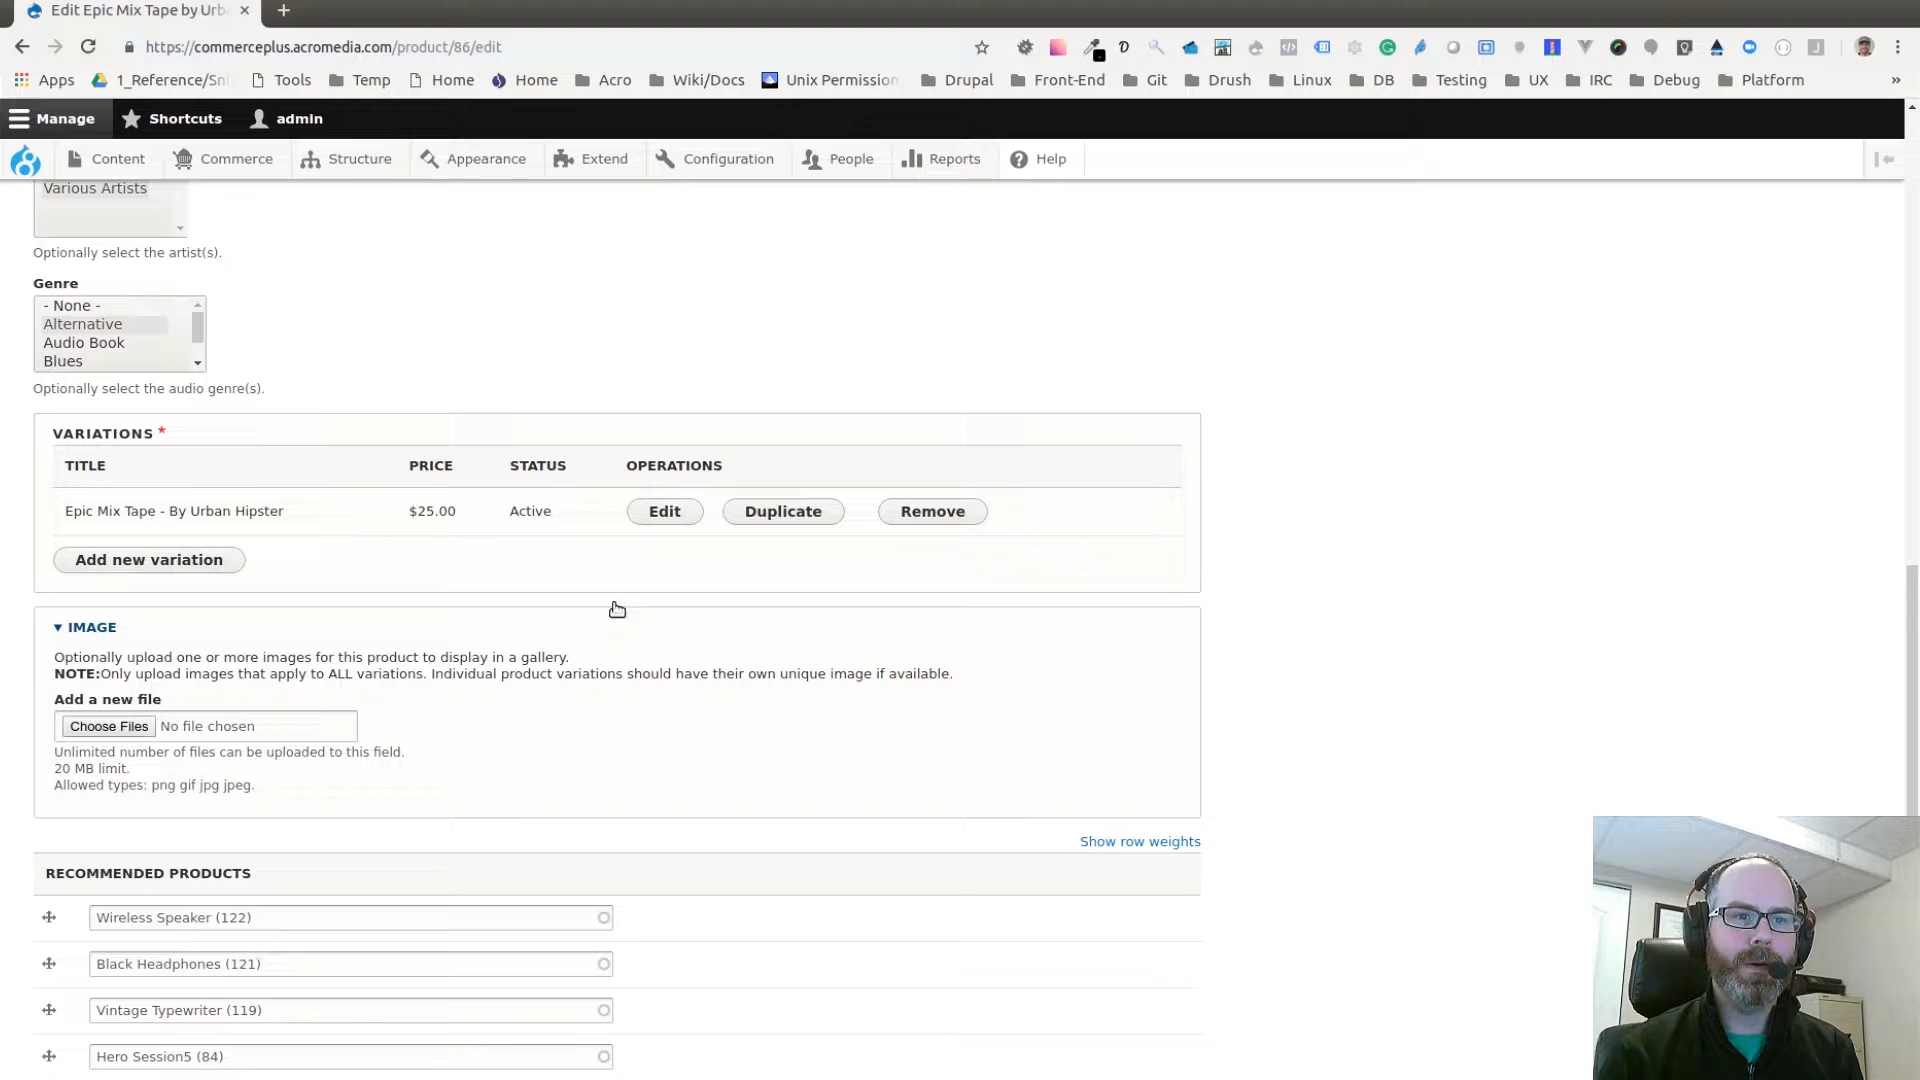 Edit Epic Mix Tape by Urb
https://commerceplus.acromedia.com/product/86/edit
Apps 1_Reference/Sni Tools Temp Home Home Acro Wiki/Docs Unix Permission Drupal Front-End Git Drush Linux DB Testing UX IRC Debug Platform »
Manage Shortcuts admin
Content Commerce Structure Appearance Extend Configuration People Reports Help
Various Artists
Optionally select the artist(s).
Genre
- None -
Alternative
Audio Book
Blues
Optionally select the audio genre(s).
VARIATIONS *
TITLE PRICE STATUS OPERATIONS
Epic Mix Tape - By Urban Hipster $25.00 Active Edit Duplicate Remove
Add new variation
IMAGE
Optionally upload one or more images for this product to display in a gallery.
NOTE:Only upload images that apply to ALL variations. Individual product variations should have their own unique image if available.
Add a new file
Choose Files No file chosen
Unlimited number of files can be uploaded to this field.
20 MB limit.
Allowed types: png gif jpg jpeg.
Show row weights
RECOMMENDED PRODUCTS
Wireless Speaker (122)
Black Headphones (121)
Vintage Typewriter (119)
Hero Session5 (84)